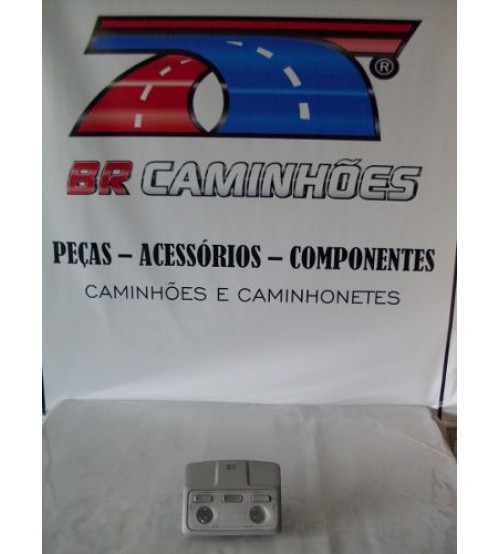 ®
BR CAMINHÕES
PEÇAS – ACESSÓRIOS – COMPONENTES
CAMINHÕES E CAMINHONETES